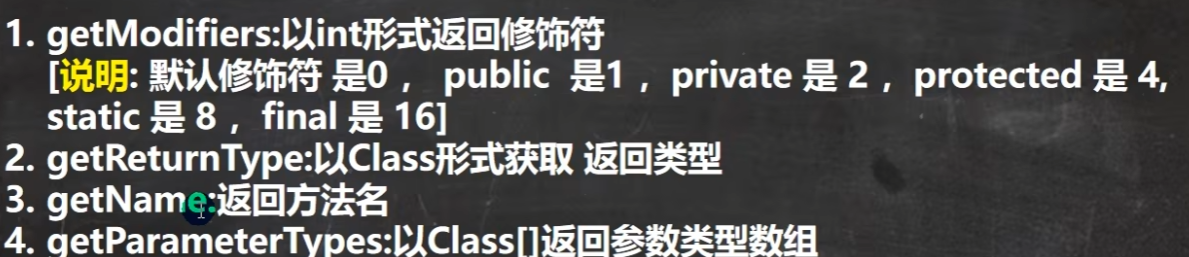 1. getModifiers:以int形式返回修饰符
[说明: 默认修饰符 是0 ， public 是1 ，private 是 2 ，protected 是 4,
static 是 8 ，final 是 16]
2. getReturnType:以Class形式获取 返回类型
3. getName:返回方法名
4. getParameterTypes:以Class[]返回参数类型数组